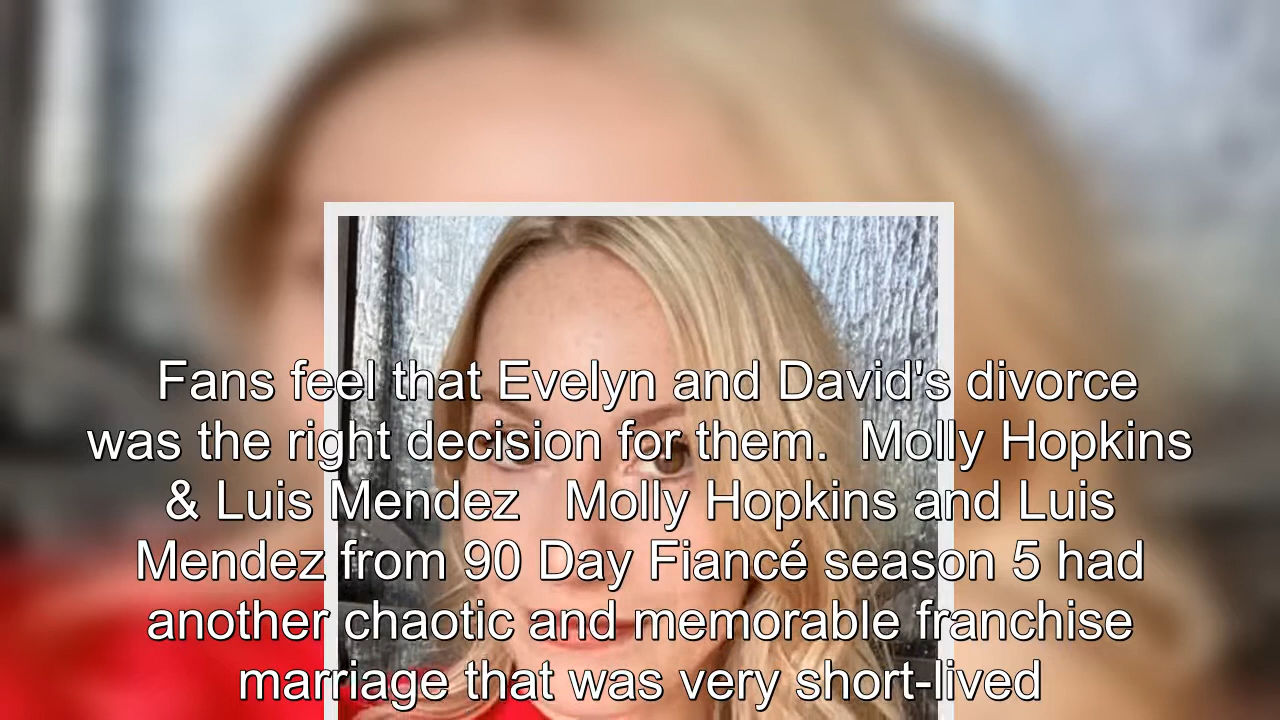 Fans feel that Evelyn and David's divorce
was the right decision for them.  Molly Hopkins
& Luis Mendez   Molly Hopkins and Luis
Mendez from 90 Day Fiancé season 5 had
another chaotic and memorable franchise
marriage that was very short-lived